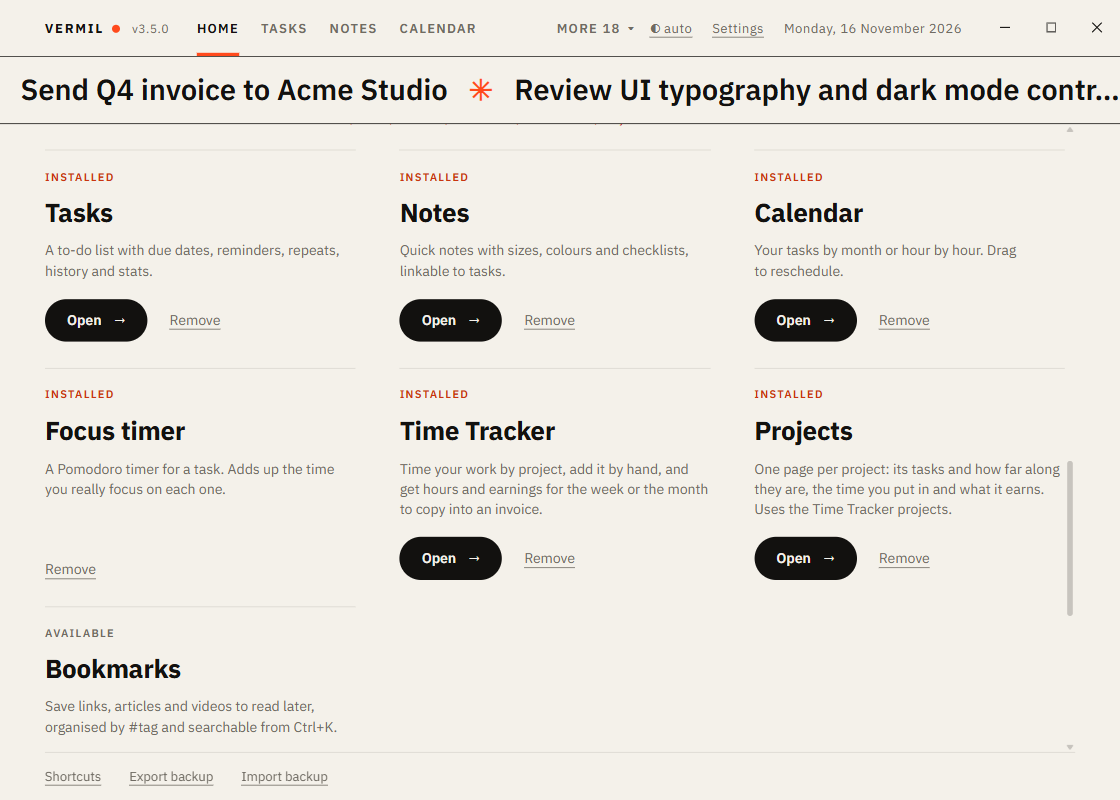 VERMIL v3.5.0 HOME TASKS NOTES CALENDAR MORE 18 auto Settings Monday, 16 November 2026
Send Q4 invoice to Acme Studio ✳ Review UI typography and dark mode contr...
INSTALLED
Tasks
A to-do list with due dates, reminders, repeats,
history and stats.
Open → Remove
INSTALLED
Notes
Quick notes with sizes, colours and checklists,
linkable to tasks.
Open → Remove
INSTALLED
Calendar
Your tasks by month or hour by hour. Drag
to reschedule.
Open → Remove
INSTALLED
Focus timer
A Pomodoro timer for a task. Adds up the time
you really focus on each one.
Remove
INSTALLED
Time Tracker
Time your work by project, add it by hand, and
get hours and earnings for the week or the month
to copy into an invoice.
Open → Remove
INSTALLED
Projects
One page per project: its tasks and how far along
they are, the time you put in and what it earns.
Uses the Time Tracker projects.
Open → Remove
AVAILABLE
Bookmarks
Save links, articles and videos to read later,
organised by #tag and searchable from Ctrl+K.
Shortcuts Export backup Import backup